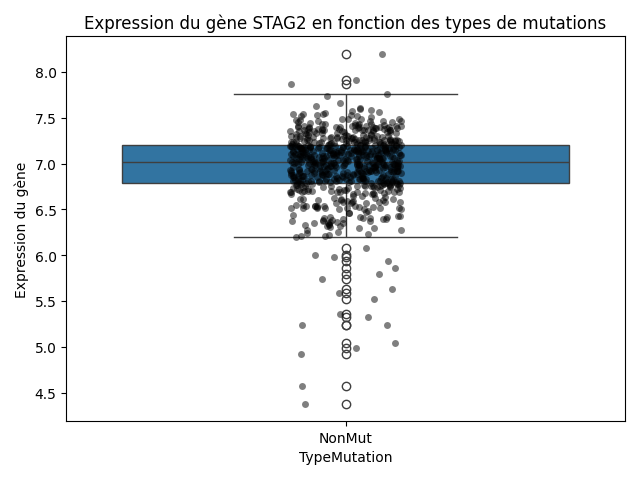 Expression du gène STAG2 en fonction des types de mutations
Expression du gène
8.0
7.5
7.0
6.5
6.0
5.5
5.0
4.5
NonMut
TypeMutation